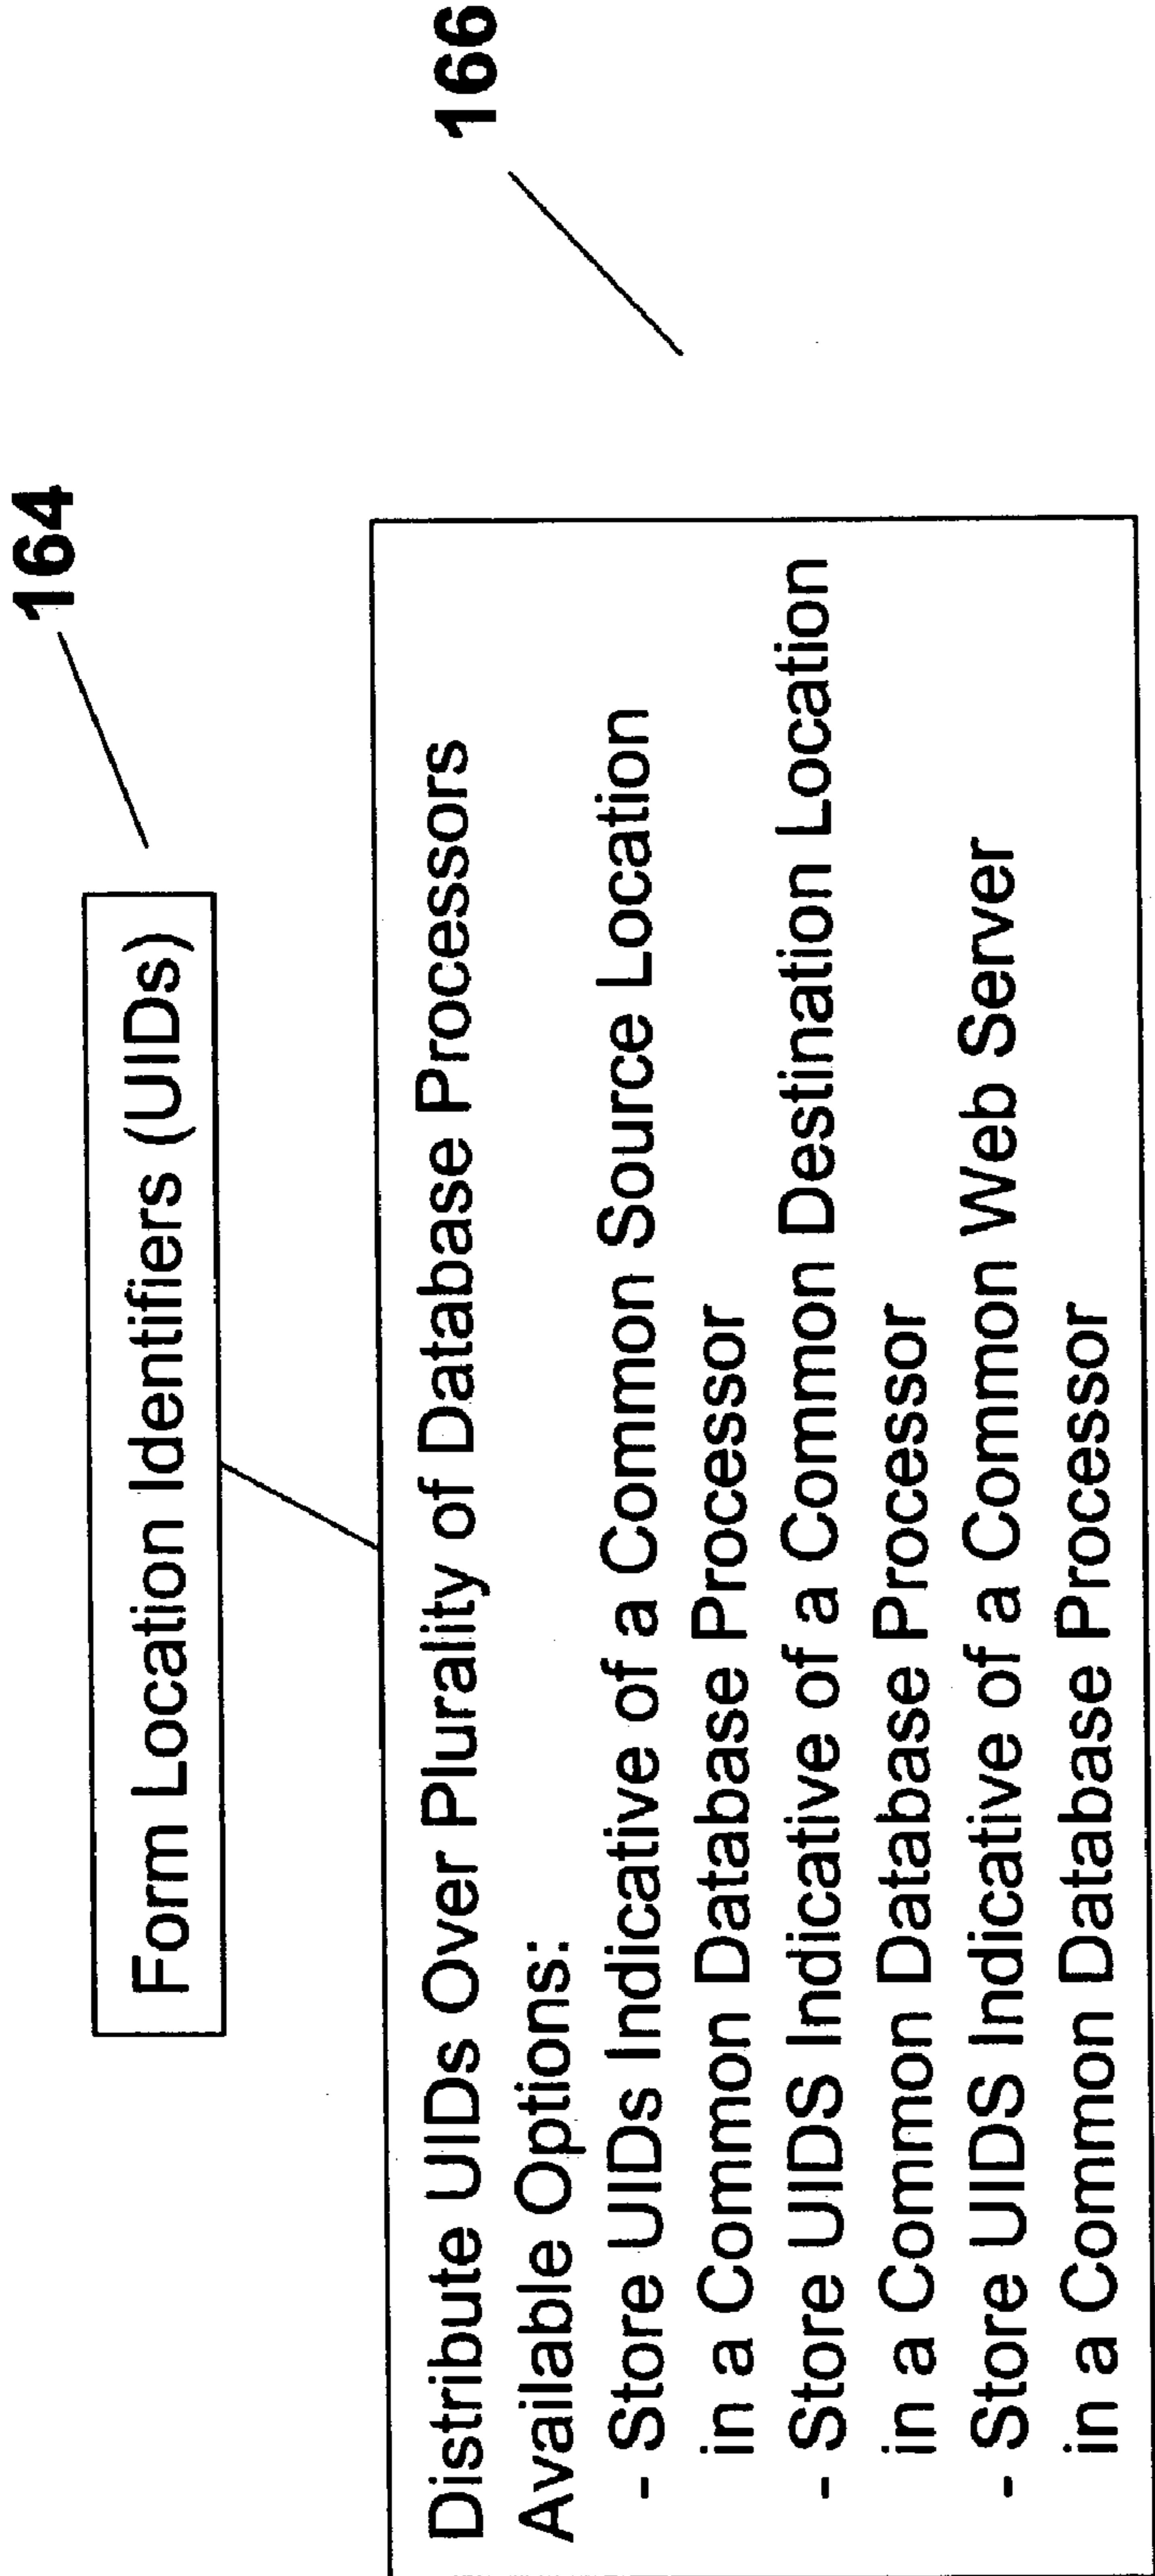 164
Form Location Identifiers (UIDs)
166
Distribute UIDs Over Plurality of Database Processors
Available Options:
- Store UIDs Indicative of a Common Source Location
in a Common Database Processor
- Store UIDS Indicative of a Common Destination Location
in a Common Database Processor
- Store UIDS Indicative of a Common Web Server
in a Common Database Processor